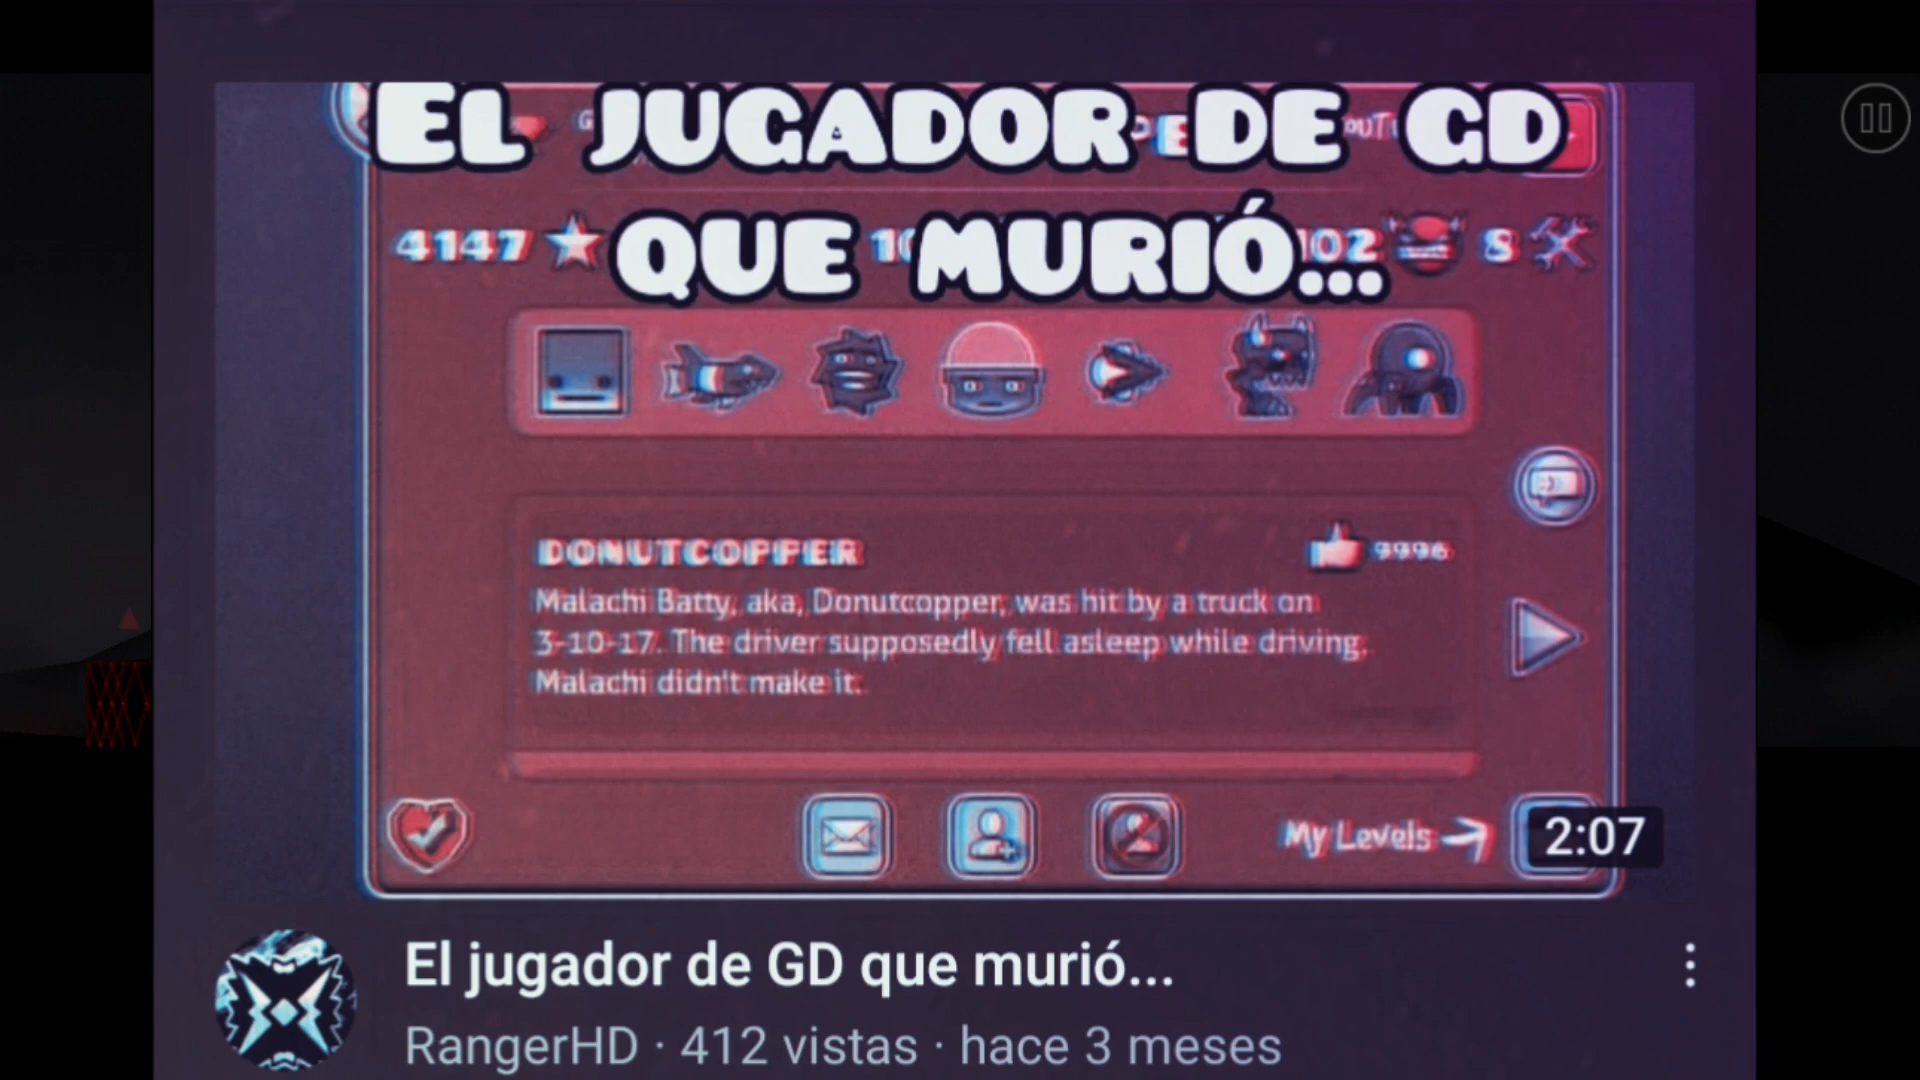 EL JUGADOR DE GD
QUE MURIÓ...
4147
102 8
DONUTCOPPER
9996
Malachi Batty, aka, Donutcopper, was hit by a truck on
3-10-17. The driver supposedly fell asleep while driving.
Malachi didn't make it.
My Levels
2:07
El jugador de GD que murió...
RangerHD · 412 vistas · hace 3 meses